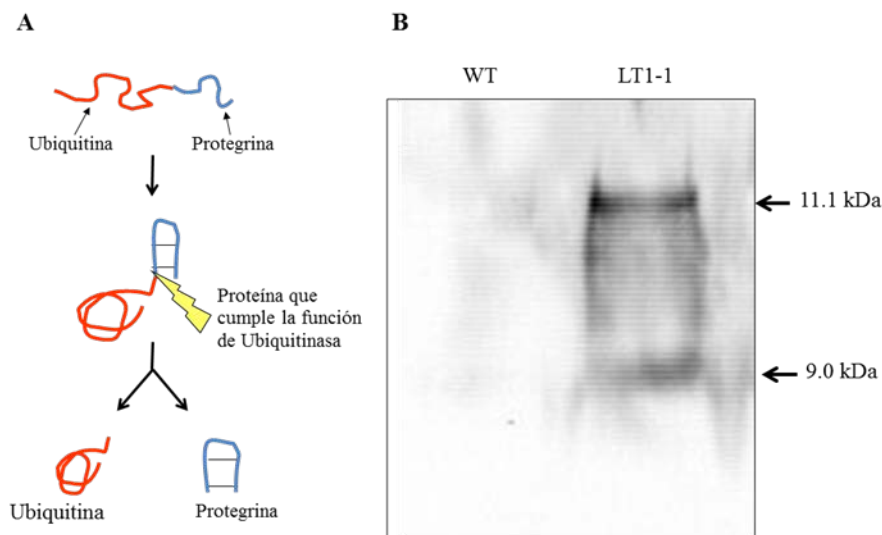 A
Ubiquitina
Protegrina
Proteína que
cumple la función
de Ubiquitinasa
Ubiquitina
Protegrina
B
WT
LT1-1
11.1 kDa
9.0 kDa